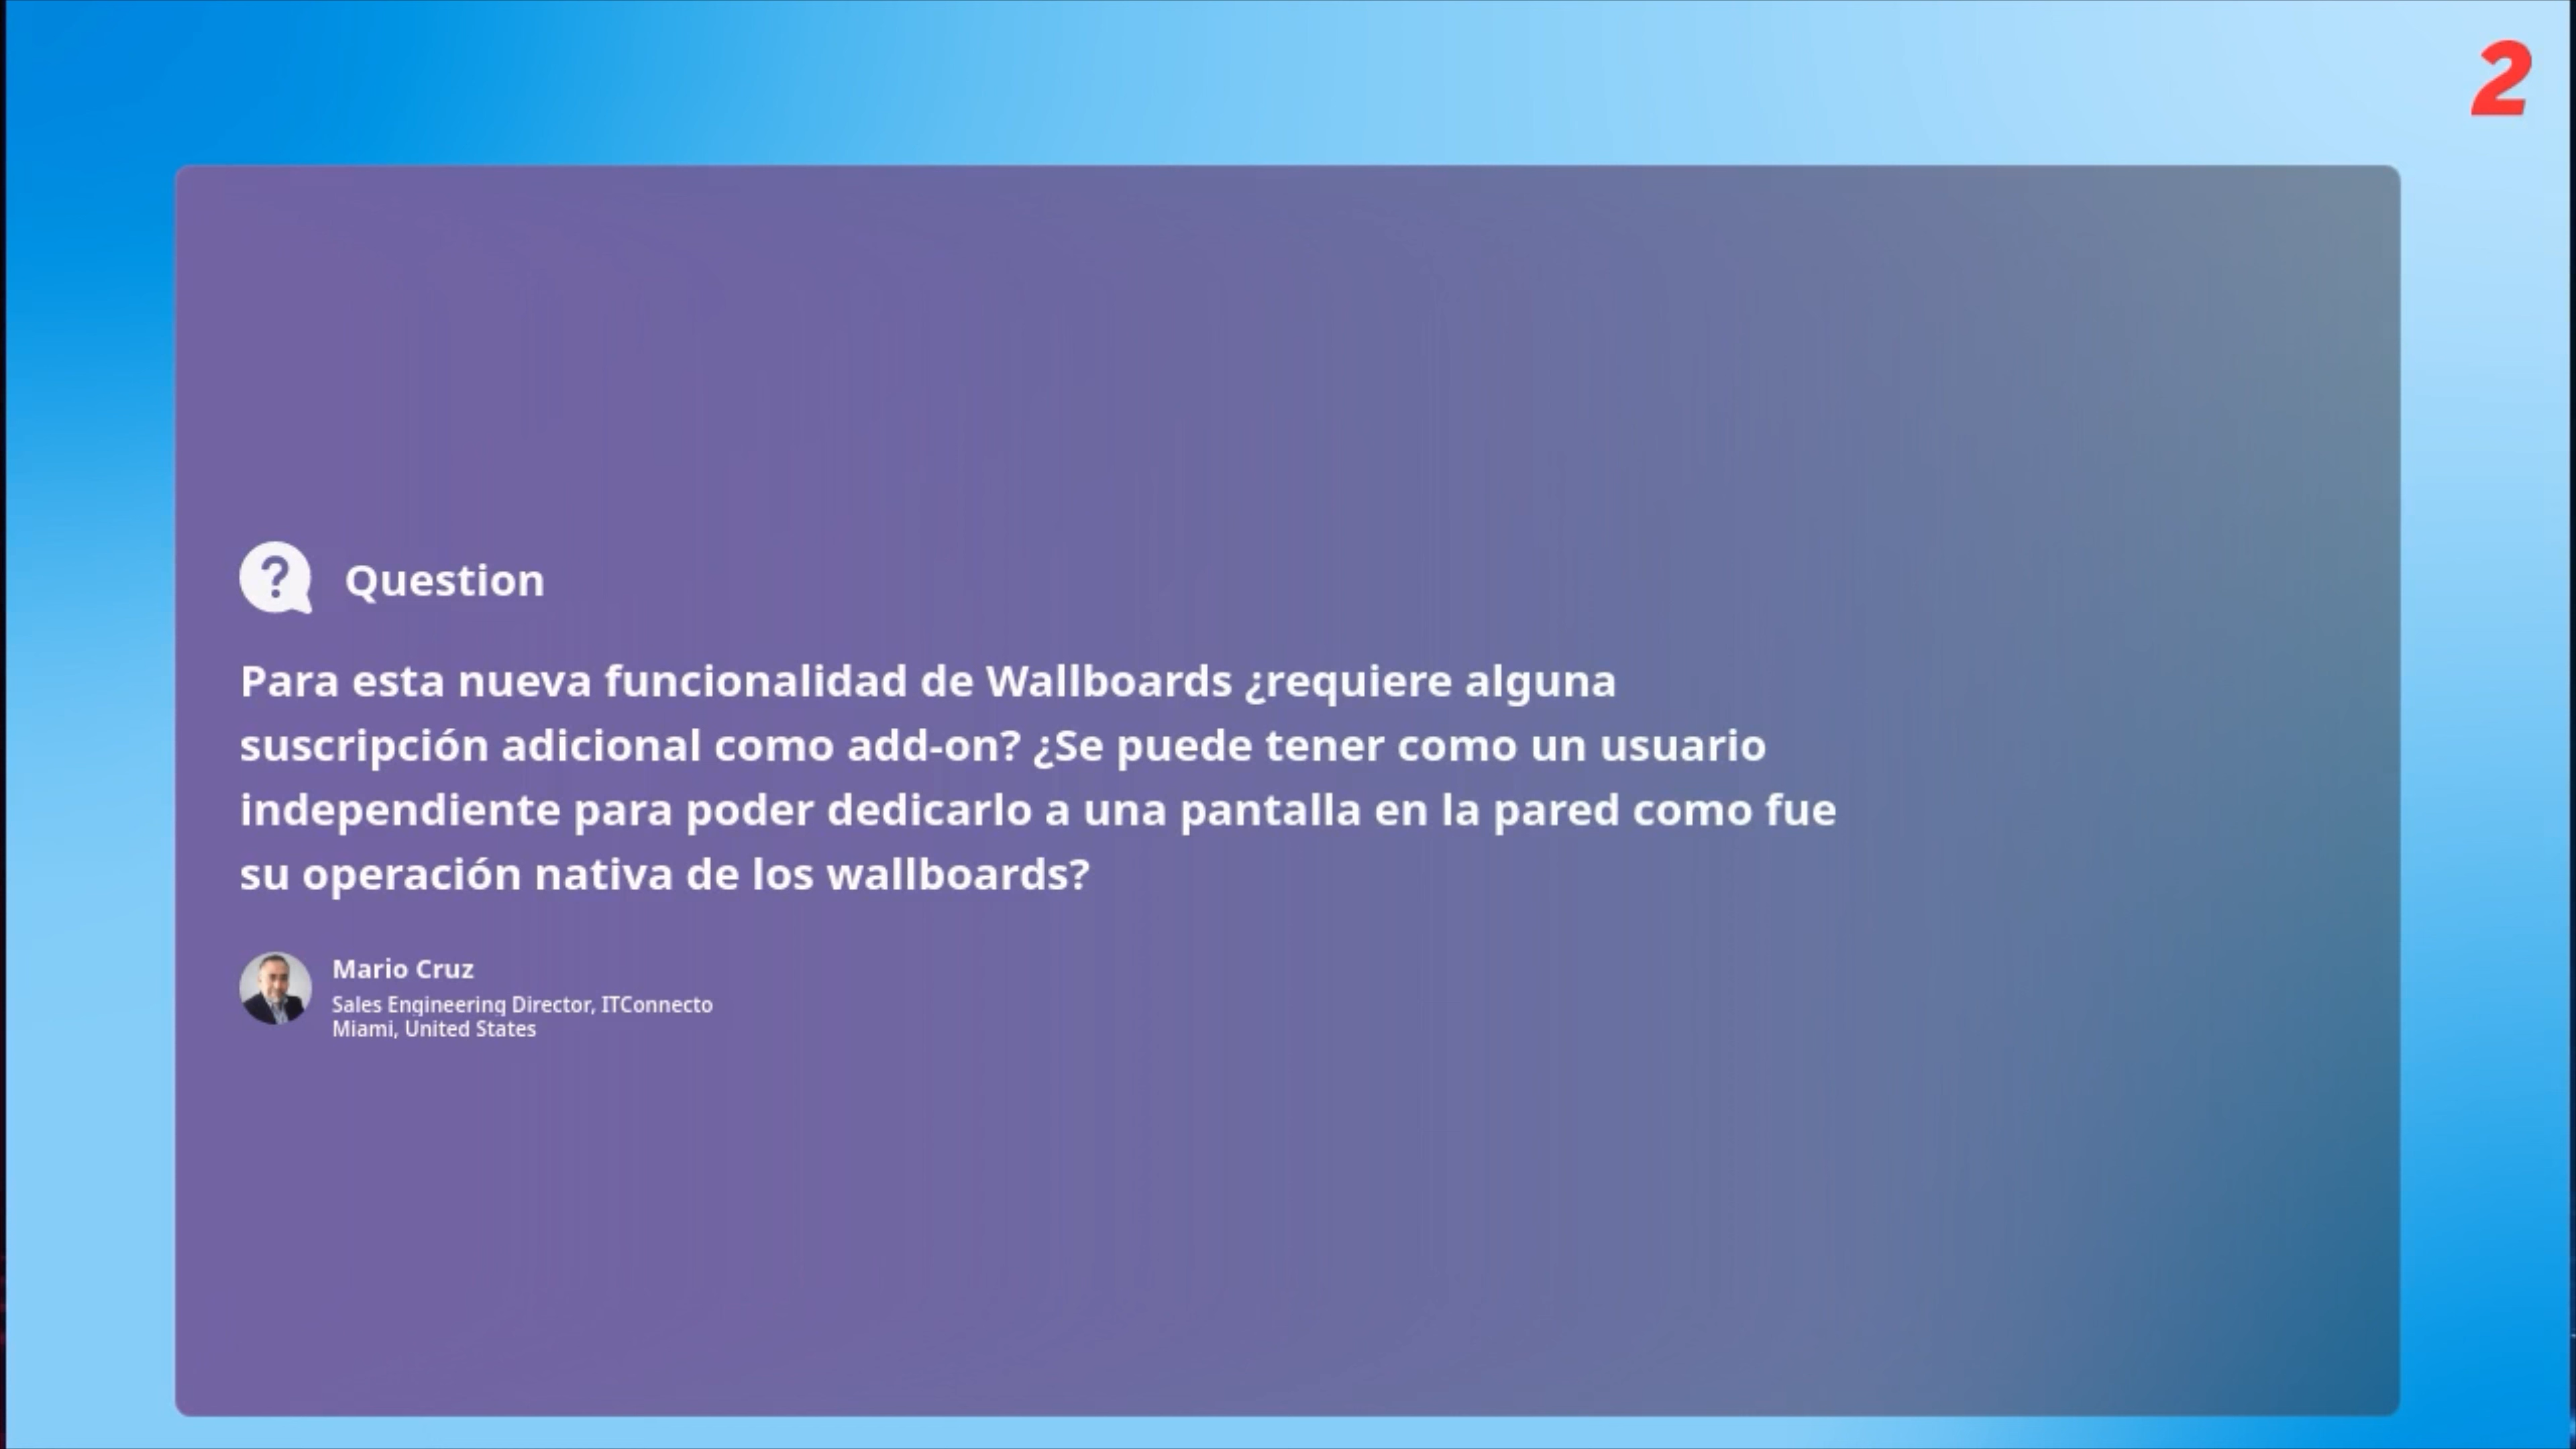 2
Question
Para esta nueva funcionalidad de Wallboards ¿requiere alguna
suscripción adicional como add-on? ¿Se puede tener como un usuario
independiente para poder dedicarlo a una pantalla en la pared como fue
su operación nativa de los wallboards?
Mario Cruz
Sales Engineering Director, ITConnecto
Miami, United States